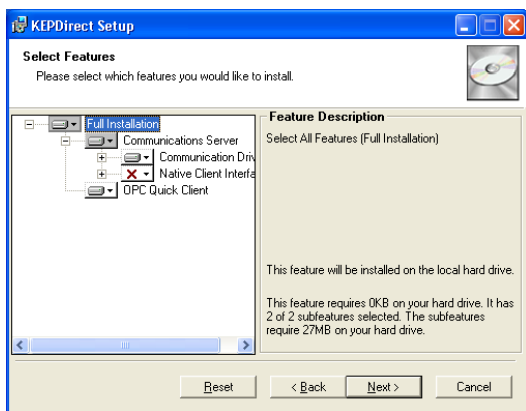 KEPDirect Setup
Select Features
Please select which features you would like to install.
Full Installation
Communications Server
Communication Driv
Native Client Interfa
OPC Quick Client
Feature Description
Select All Features (Full Installation)
This feature will be installed on the local hard drive.
This feature requires 0KB on your hard drive. It has
2 of 2 subfeatures selected. The subfeatures
require 27MB on your hard drive.
Reset
< Back
Next >
Cancel